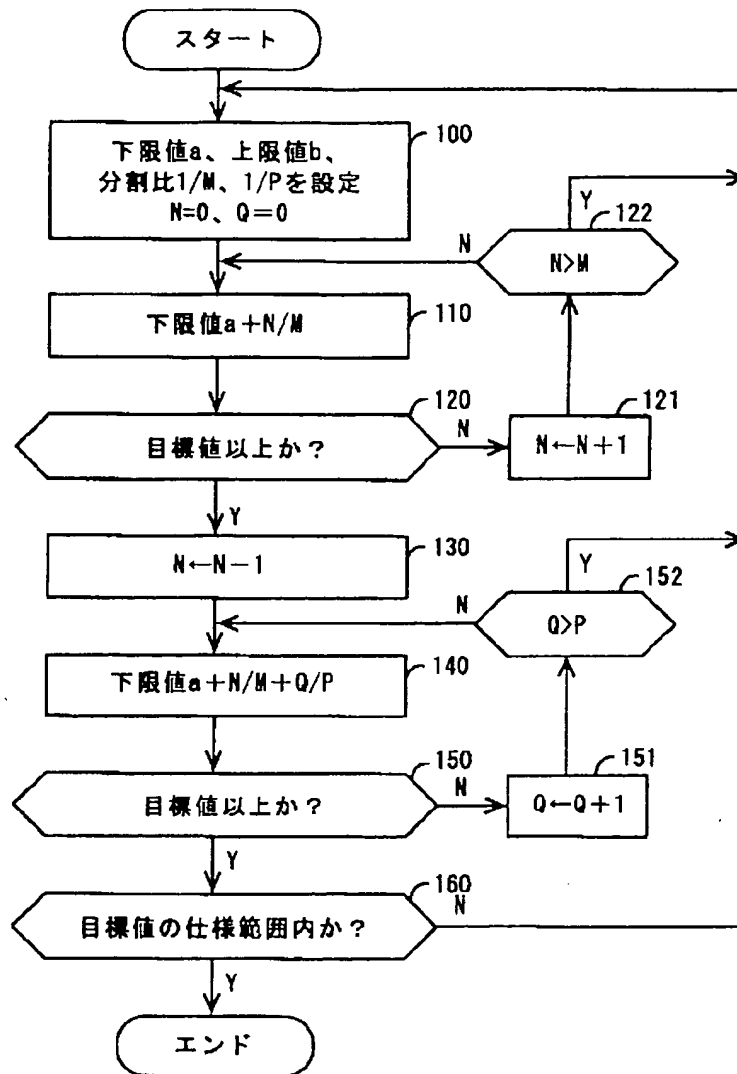 スタート
100
下限値a、上限値b、
分割比1/M、1/Pを設定
N=0、Q=0
Y
122
N
N>M
110
下限値a+N/M
120
目標値以上か?
N
121
N←N+1
Y
130
N←N-1
Y
152
N
Q>P
140
下限値a+N/M+Q/P
150
目標値以上か?
N
151
Q←Q+1
Y
160
目標値の仕様範囲内か?
N
Y
エンド